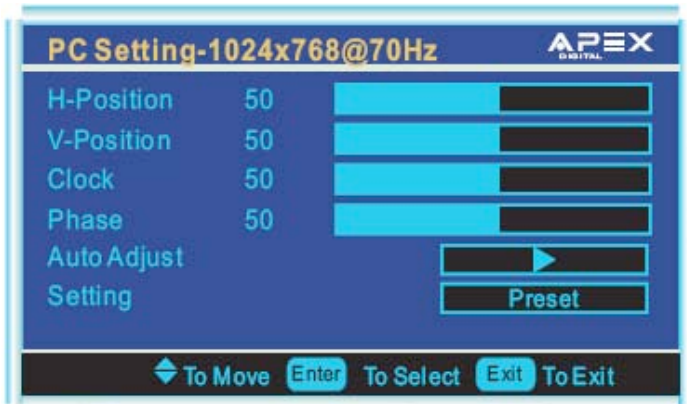 PC Setting-1024x768@70Hz APEX
DIGITAL
H-Position 50
V-Position 50
Clock 50
Phase 50
Auto Adjust
Setting Preset
To Move Enter To Select Exit To Exit